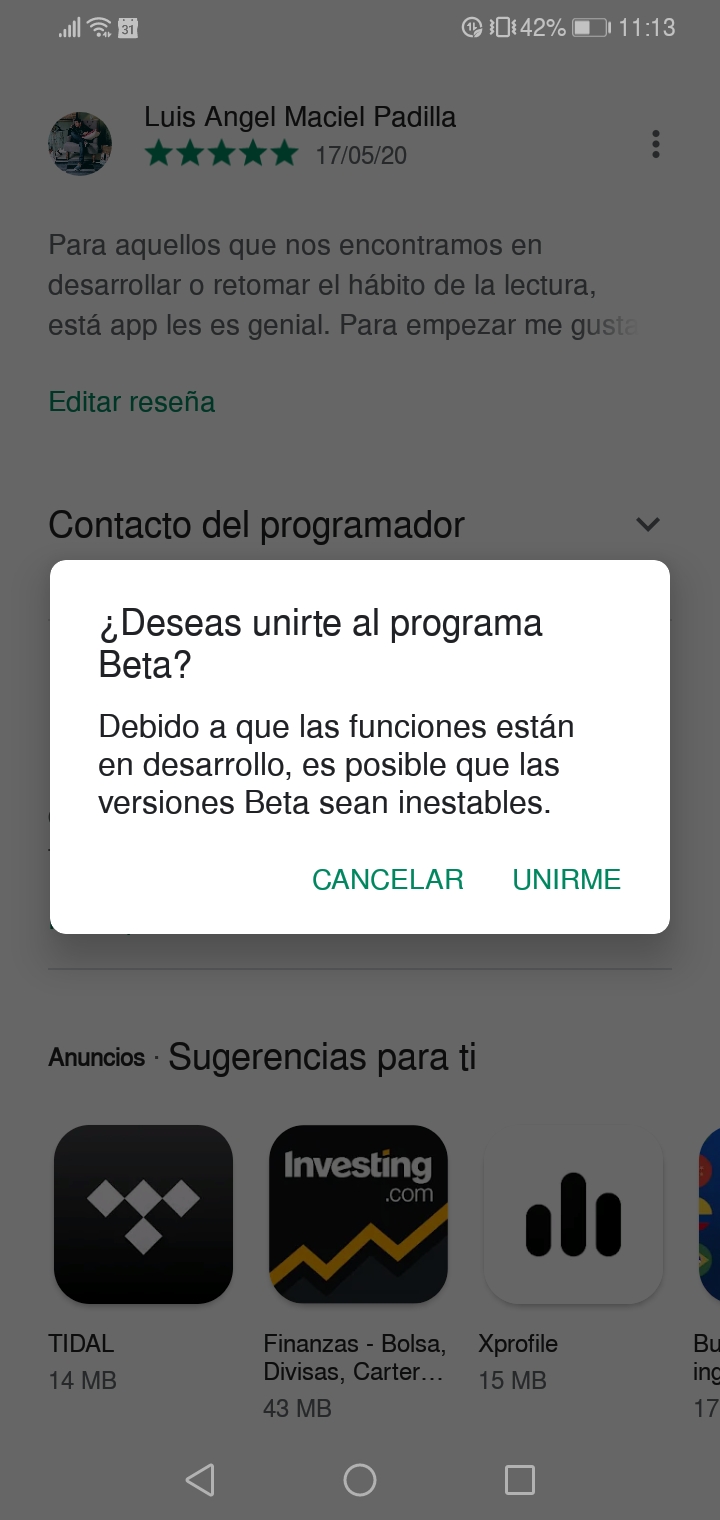 31
42%
11:13
Luis Angel Maciel Padilla
17/05/20
Para aquellos que nos encontramos en
desarrollar o retomar el hábito de la lectura,
está app les es genial. Para empezar me gusta
Editar reseña
Contacto del programador
¿Deseas unirte al programa
Beta?
Debido a que las funciones están
en desarrollo, es posible que las
versiones Beta sean inestables.
CANCELAR UNIRME
Anuncios · Sugerencias para ti
Investing
.com
TIDAL
14 MB
Finanzas - Bolsa,
Divisas, Carter...
43 MB
Xprofile
15 MB
Bu
ing
17